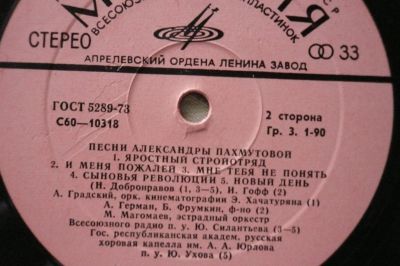 ВСЕСОЮЗ ПЛАСТИНОК
СТЕРЕО 33
АПРЕЛЕВСКИЙ ОРДЕНА ЛЕНИНА ЗАВОД
ГОСТ 5289-73
С60—10318
2 сторона
Гр. 3. 1-90
ПЕСНИ АЛЕКСАНДРЫ ПАХМУТОВОЙ
1. ЯРОСТНЫЙ СТРОЙОТРЯД
2. И МЕНЯ ПОЖАЛЕЙ 3. МНЕ ТЕБЯ НЕ ПОНЯТЬ
4. СЫНОВЬЯ РЕВОЛЮЦИИ 5. НОВЫЙ ДЕНЬ
(Н. Добронравов (1, 3—5), И. Гофф (2)
А. Градский, орк. кинематографии Э. Хачатуряна (1)
А. Герман, Б. Фрумкин, ф-но (2)
М. Магомаев, эстрадный оркестр
Всесоюзного радио п. у Ю. Силантьева (3—5)
Гос. республиканская академ. русская
хоровая капелла им. А. А. Юрлова
п. у Ю. Ухова (5)